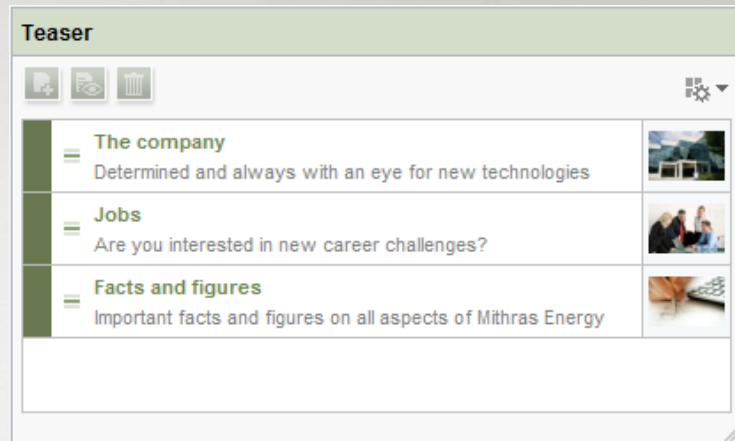 Teaser
The company
Determined and always with an eye for new technologies
Jobs
Are you interested in new career challenges?
Facts and figures
Important facts and figures on all aspects of Mithras Energy